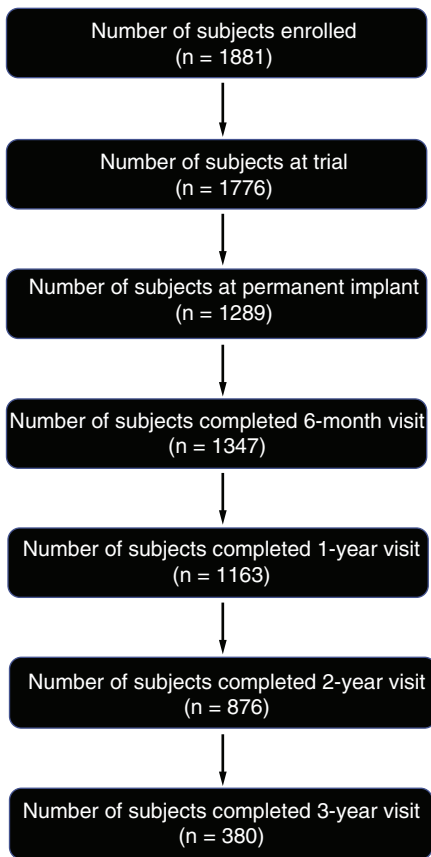 Number of subjects enrolled
(n = 1881)
Number of subjects at trial
(n = 1776)
Number of subjects at permanent implant
(n = 1289)
Number of subjects completed 6-month visit
(n = 1347)
Number of subjects completed 1-year visit
(n = 1163)
Number of subjects completed 2-year visit
(n = 876)
Number of subjects completed 3-year visit
(n = 380)